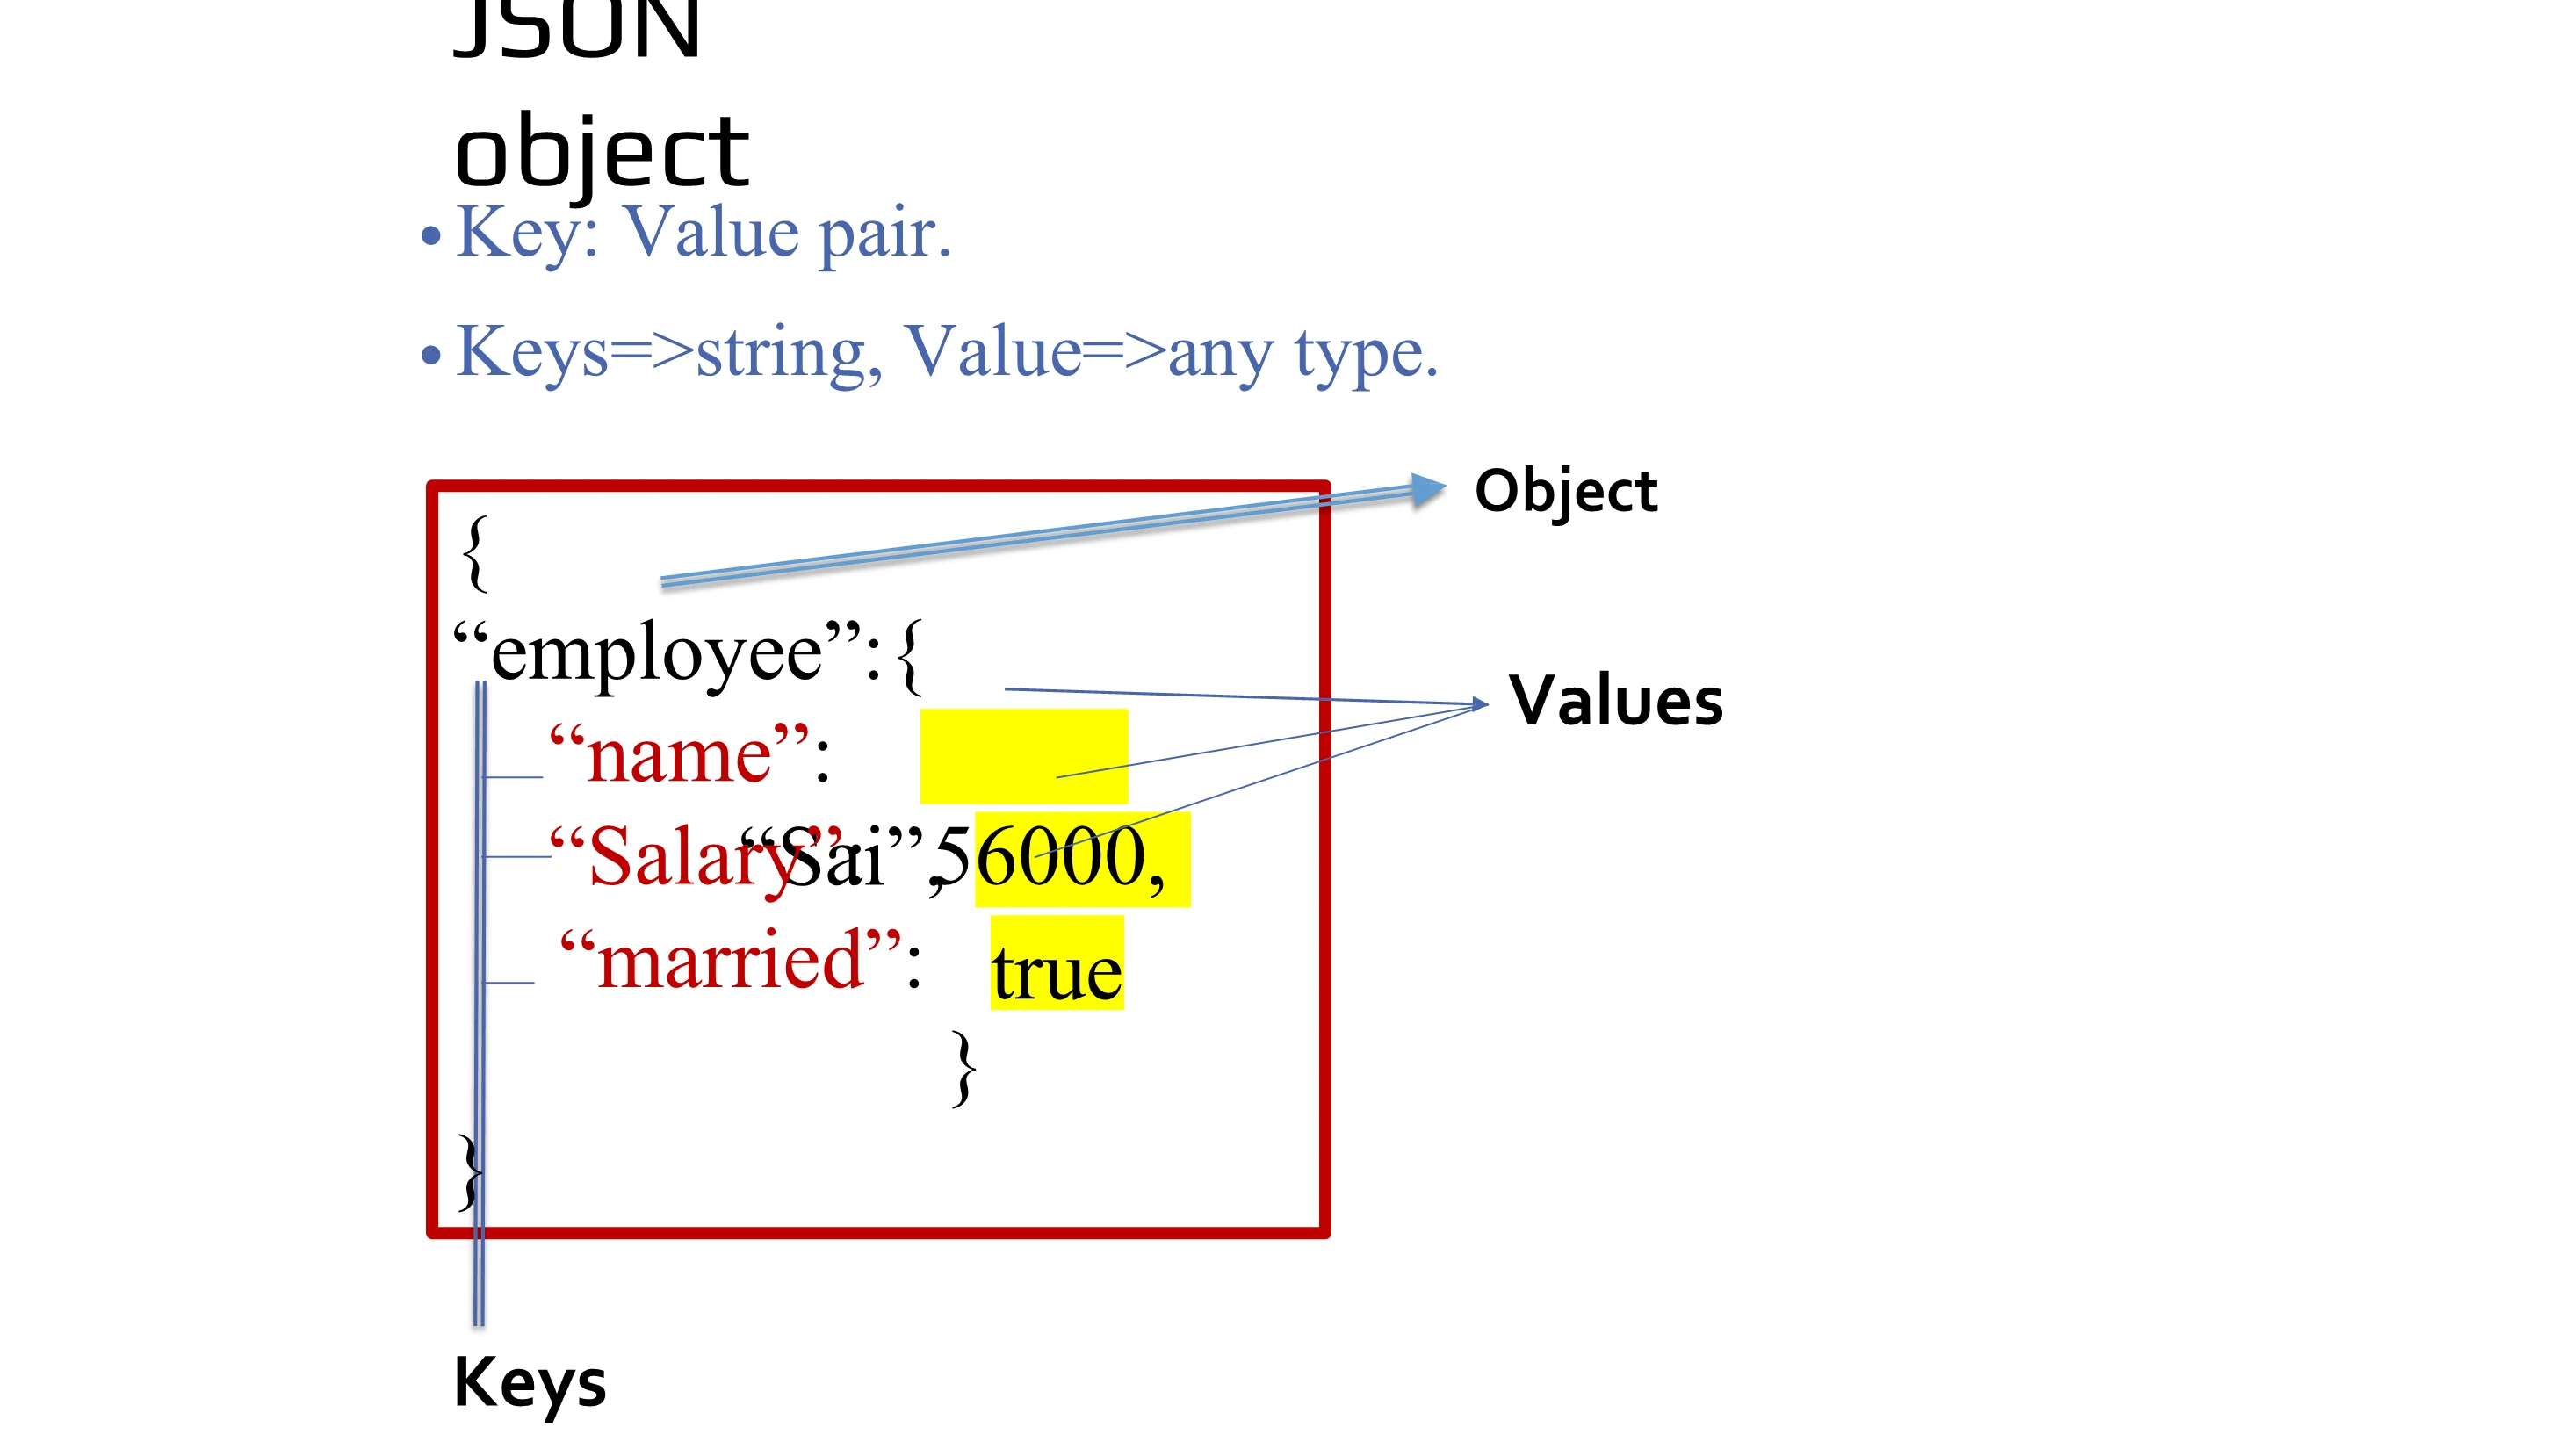 JSON
object
• Key: Value pair.
• Keys=>string, Value=>any type.
Object
{
“employee”:{
Values
“name”:
“Sai”,
“Salary”: 56000,
“married”: true
}
}
Keys